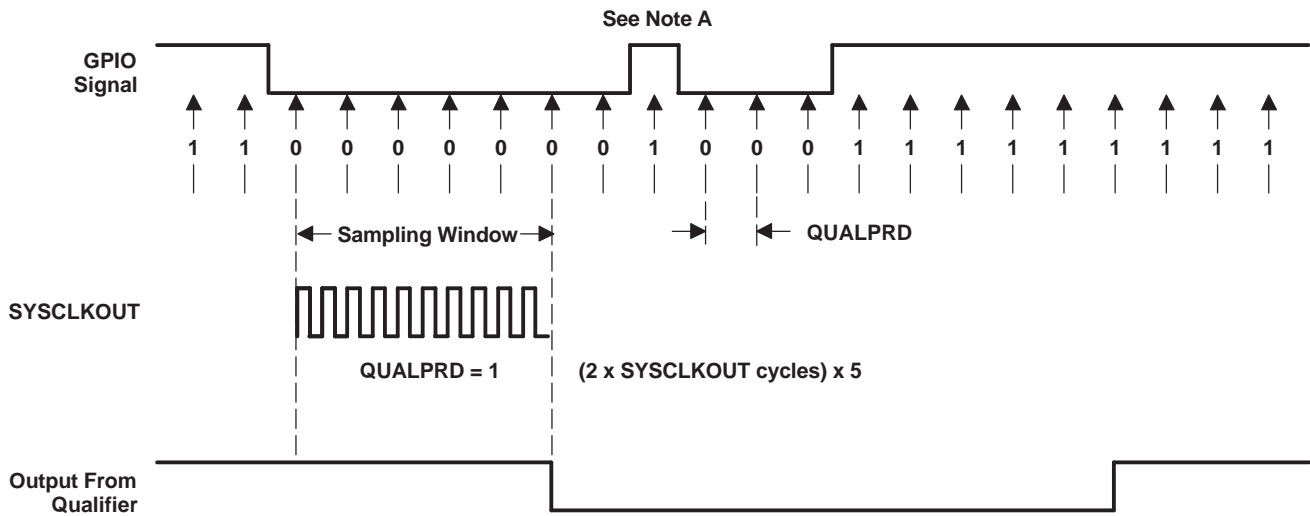 See Note A
GPIO
Signal
1 1 0 0 0 0 0 0 0 1 0 0 0 1 1 1 1 1 1 1 1 1
Sampling Window
QUALPRD
SYSCLKOUT
QUALPRD = 1
(2 x SYSCLKOUT cycles) x 5
Output From
Qualifier